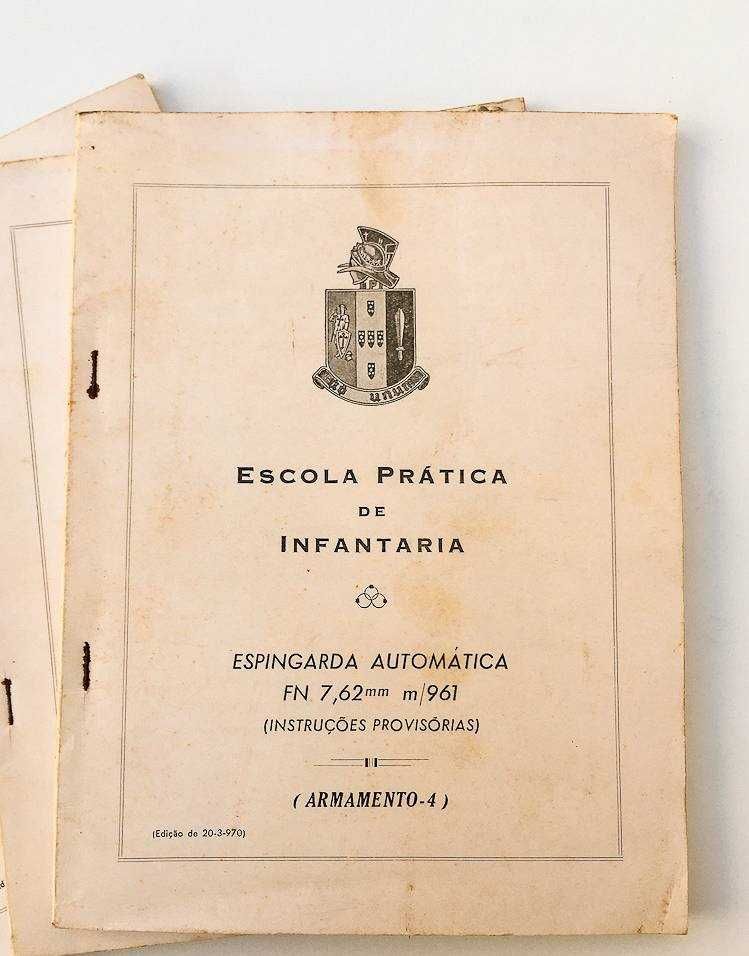 unum
ESCOLA PRÁTICA
DE
INFANTARIA
ESPINGARDA AUTOMÁTICA
FN 7,62mm m/961
(INSTRUÇÕES PROVISÓRIAS)
( ARMAMENTO-4 )
(Edição de 20-3-970)